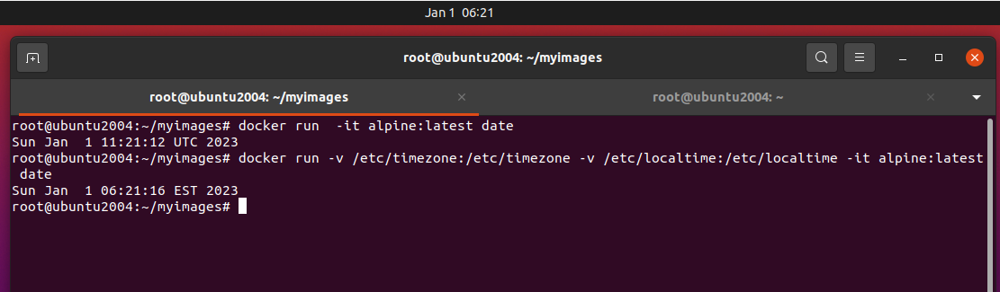 Jan 1 06:21
root@ubuntu2004: ~/myimages
root@ubuntu2004: ~/myimages
root@ubuntu2004: ~
root@ubuntu2004:~/myimages# docker run  -it alpine:latest date
Sun Jan  1 11:21:12 UTC 2023
root@ubuntu2004:~/myimages# docker run -v /etc/timezone:/etc/timezone -v /etc/localtime:/etc/localtime -it alpine:latest
 date
Sun Jan  1 06:21:16 EST 2023
root@ubuntu2004:~/myimages#